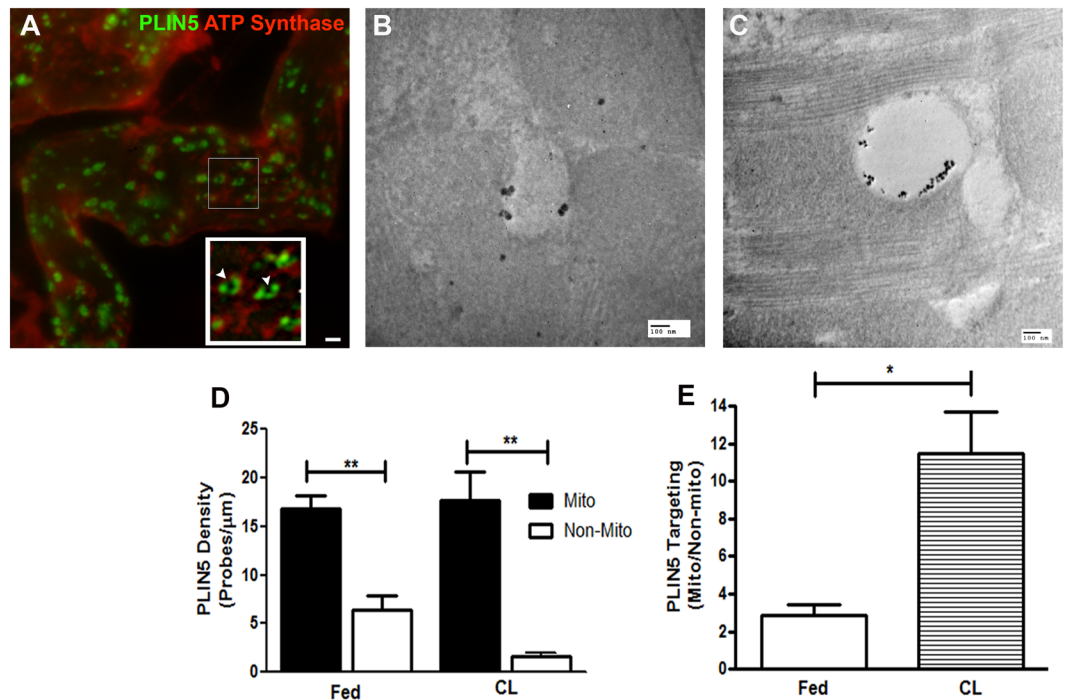 A
PLIN5 ATP Synthase
B
100 nm
C
100 nm
D
PLIN5 Density
(Probes/μm)
25
20
15
10
5
0
**
**
Mito
Non-Mito
Fed
CL
E
PLIN5 Targeting
(Mito/Non-mito)
14
12
10
8
6
4
2
0
*
Fed
CL